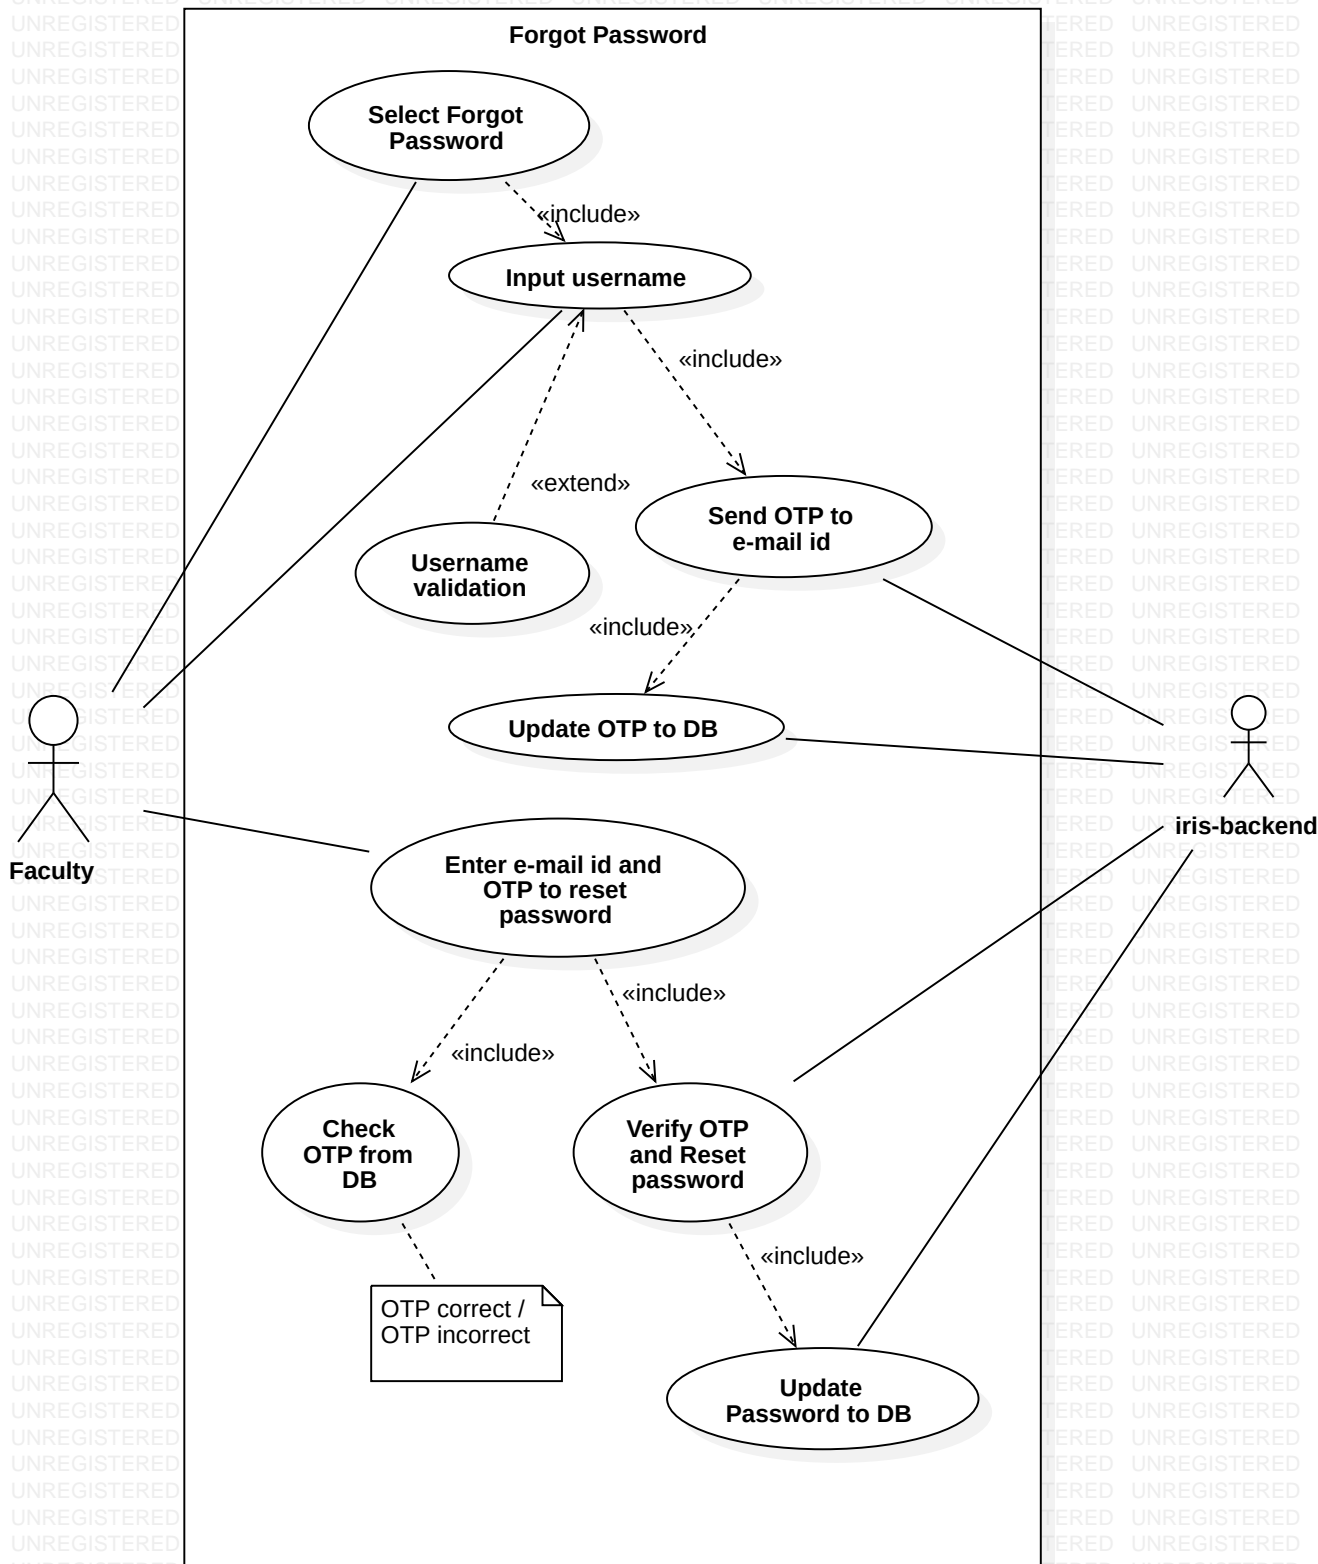 Forgot Password
Select Forgot
Password
«include»
Input username
«include»
«extend»
Send OTP to
e-mail id
Username
validation
«include»
Update OTP to DB
iris-backend
Faculty
Enter e-mail id and
OTP to reset
password
«include»
«include»
Check
OTP from
DB
Verify OTP
and Reset
password
«include»
OTP correct /
OTP incorrect
Update
Password to DB
UNREGISTERED